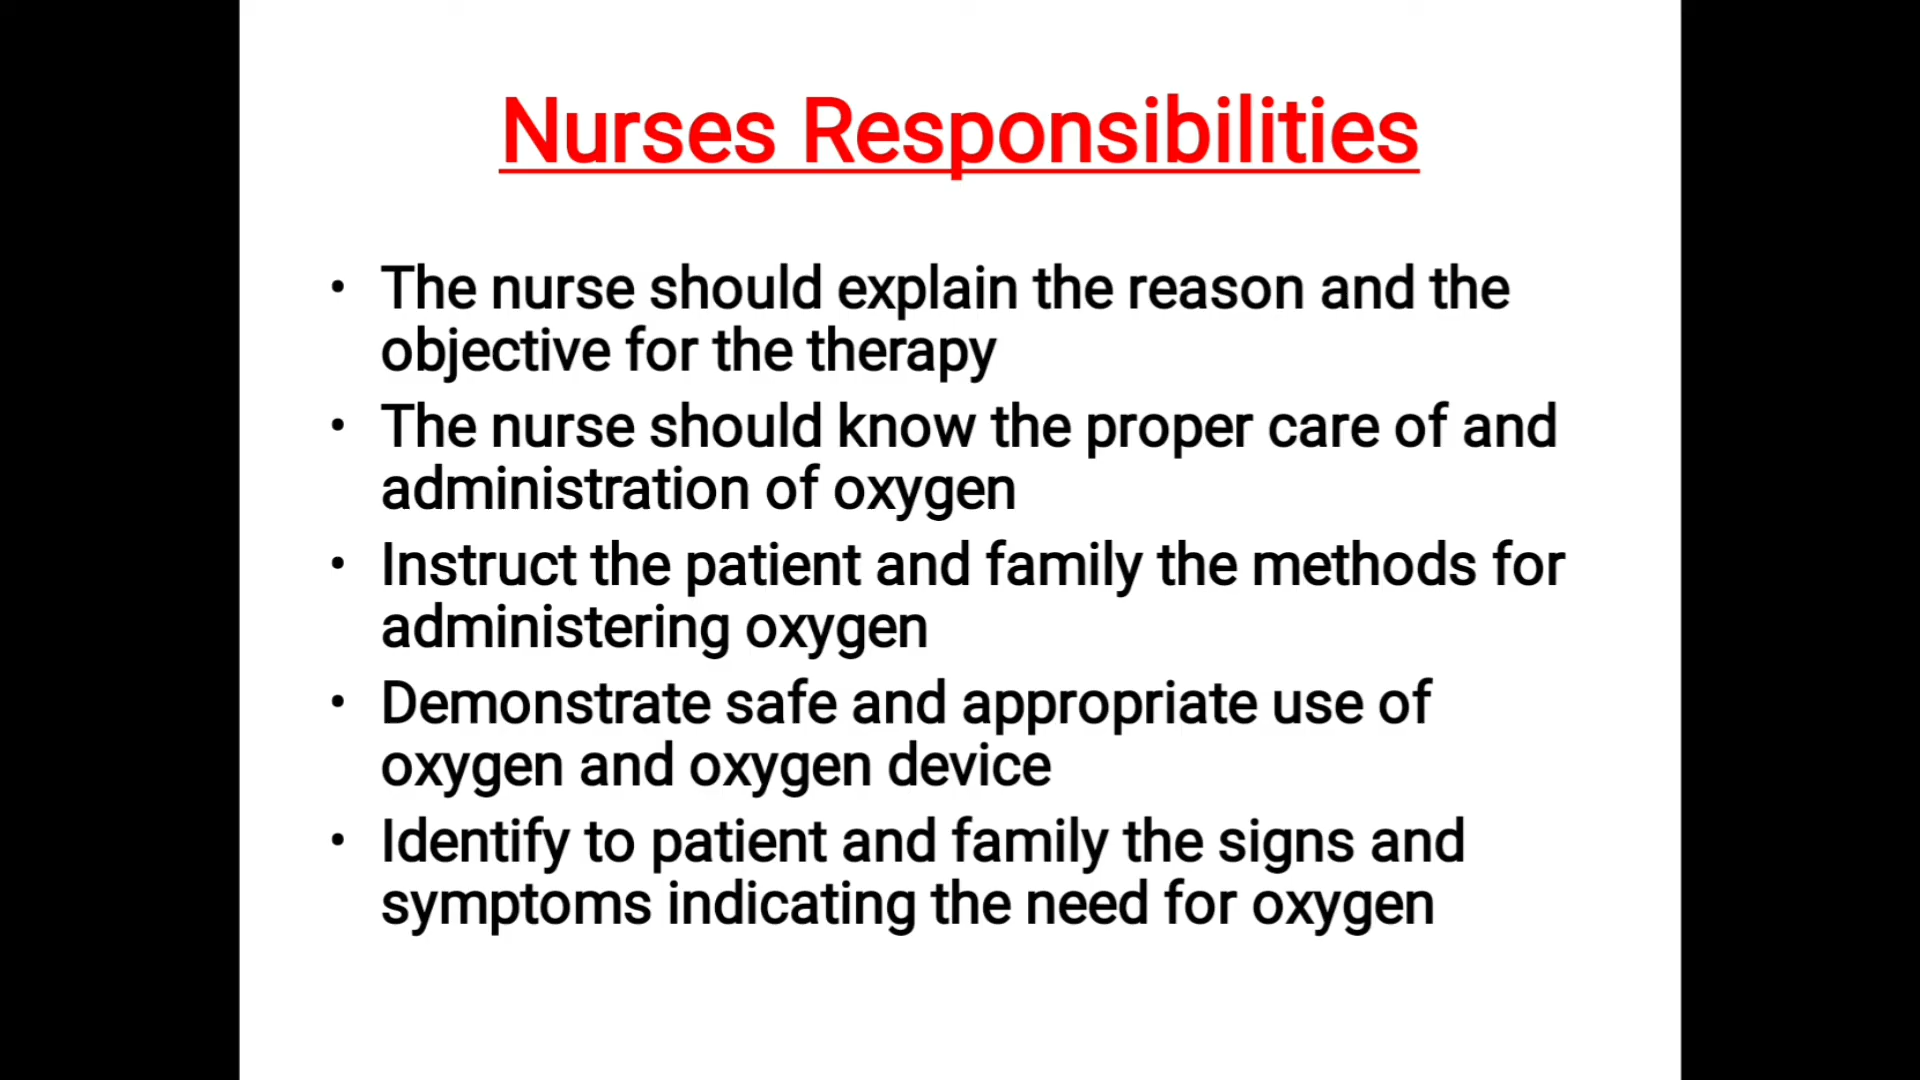 Nurses Responsibilities
• The nurse should explain the reason and the
objective for the therapy
• The nurse should know the proper care of and
administration of oxygen
• Instruct the patient and family the methods for
administering oxygen
• Demonstrate safe and appropriate use of
oxygen and oxygen device
• Identify to patient and family the signs and
symptoms indicating the need for oxygen